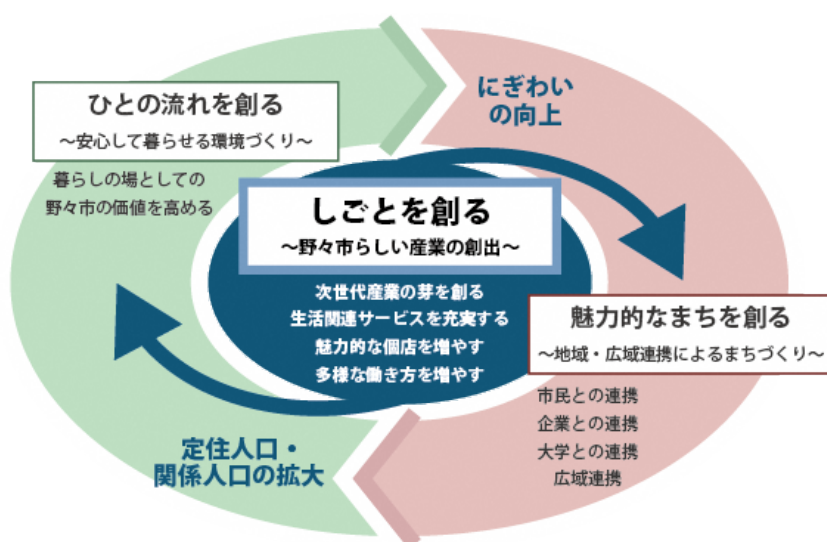 ひとの流れを創る
～安心して暮らせる環境づくり～
暮らしの場としての
野々市の価値を高める
にぎわい
の向上
しごとを創る
～野々市らしい産業の創出～
次世代産業の芽を創る
生活関連サービスを充実する
魅力的な個店を増やす
多様な働き方を増やす
魅力的なまちを創る
～地域・広域連携によるまちづくり～
市民との連携
企業との連携
大学との連携
広域連携
定住人口・
関係人口の拡大